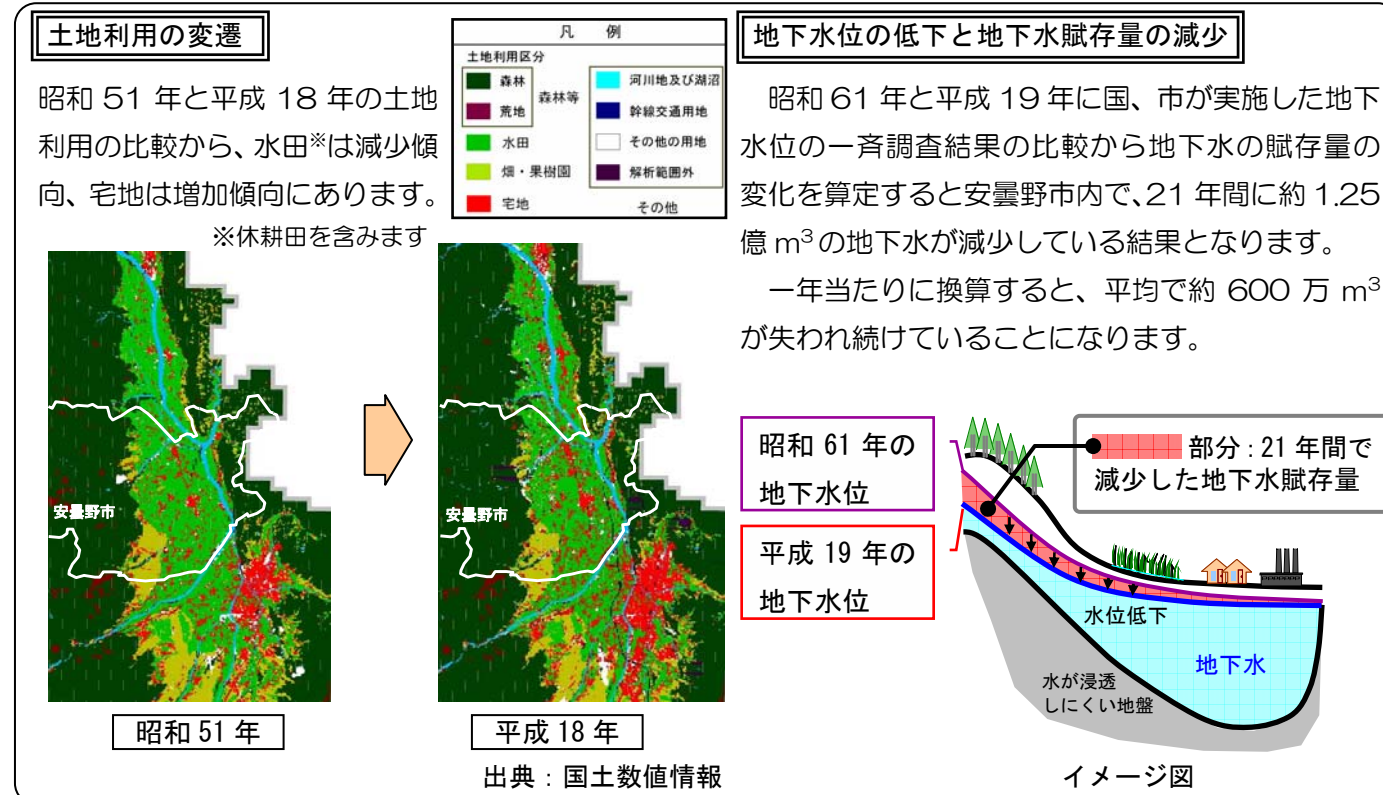 土地利用の変遷
昭和 51 年と平成 18 年の土地
利用の比較から、水田※は減少傾
向、宅地は増加傾向にあります。
※休耕田を含みます
凡 例
土地利用区分
森林
荒地
森林等
水田
畑・果樹園
宅地
河川地及び湖沼
幹線交通用地
その他の用地
解析範囲外
その他
安曇野市
昭和 51 年
安曇野市
平成 18 年
出典：国土数値情報
地下水位の低下と地下水賦存量の減少
昭和 61 年と平成 19 年に国、市が実施した地下
水位の一斉調査結果の比較から地下水の賦存量の
変化を算定すると安曇野市内で、21 年間に約 1.25
億 m³の地下水が減少している結果となります。
一年当たりに換算すると、平均で約 600 万 m³
が失われ続けていることになります。
昭和 61 年の
地下水位
平成 19 年の
地下水位
部分：21 年間で
減少した地下水賦存量
水位低下
地下水
水が浸透
しにくい地盤
イメージ図